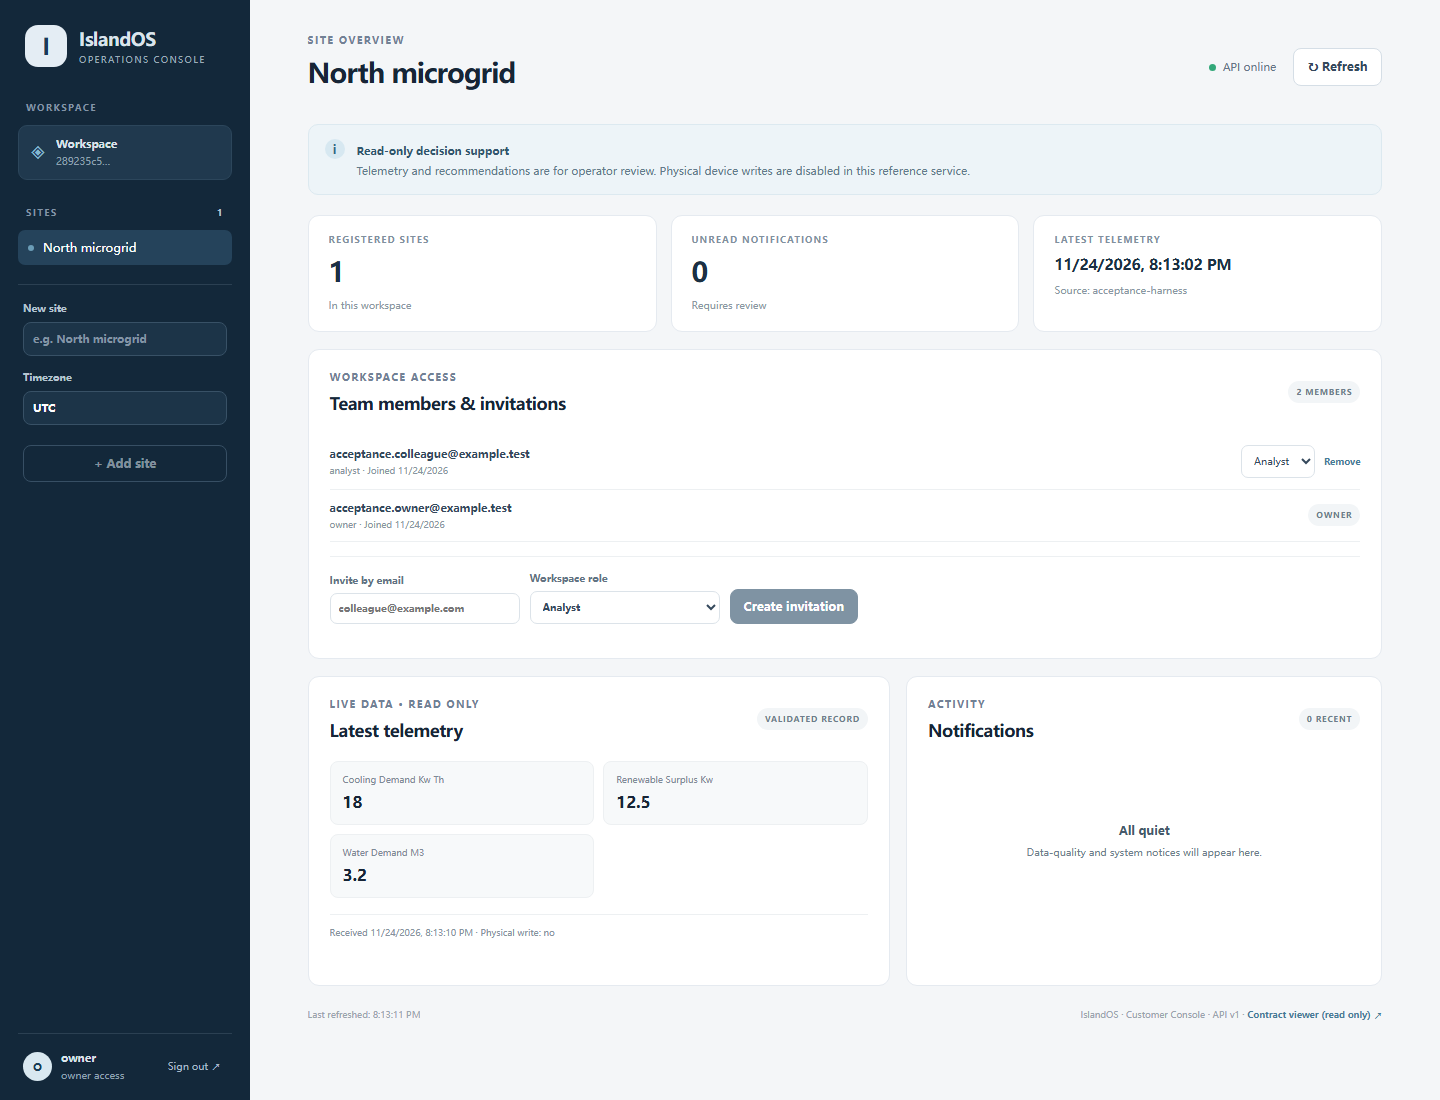 I
IslandOS
OPERATIONS CONSOLE
WORKSPACE
Workspace
289235c5...
SITES 1
North microgrid
New site
e.g. North microgrid
Timezone
UTC
+ Add site
owner
owner access
Sign out ↗
SITE OVERVIEW
North microgrid
API online
↻ Refresh
i
Read-only decision support
Telemetry and recommendations are for operator review. Physical device writes are disabled in this reference service.
REGISTERED SITES
1
In this workspace
UNREAD NOTIFICATIONS
0
Requires review
LATEST TELEMETRY
11/24/2026, 8:13:02 PM
Source: acceptance-harness
WORKSPACE ACCESS
Team members & invitations
2 MEMBERS
acceptance.colleague@example.test
analyst · Joined 11/24/2026
Analyst
Remove
acceptance.owner@example.test
owner · Joined 11/24/2026
OWNER
Invite by email
colleague@example.com
Workspace role
Analyst
Create invitation
LIVE DATA • READ ONLY
Latest telemetry
VALIDATED RECORD
Cooling Demand Kw Th
18
Renewable Surplus Kw
12.5
Water Demand M3
3.2
Received 11/24/2026, 8:13:10 PM · Physical write: no
ACTIVITY
Notifications
0 RECENT
All quiet
Data-quality and system notices will appear here.
Last refreshed: 8:13:11 PM
IslandOS · Customer Console · API v1 · Contract viewer (read only) ↗
O